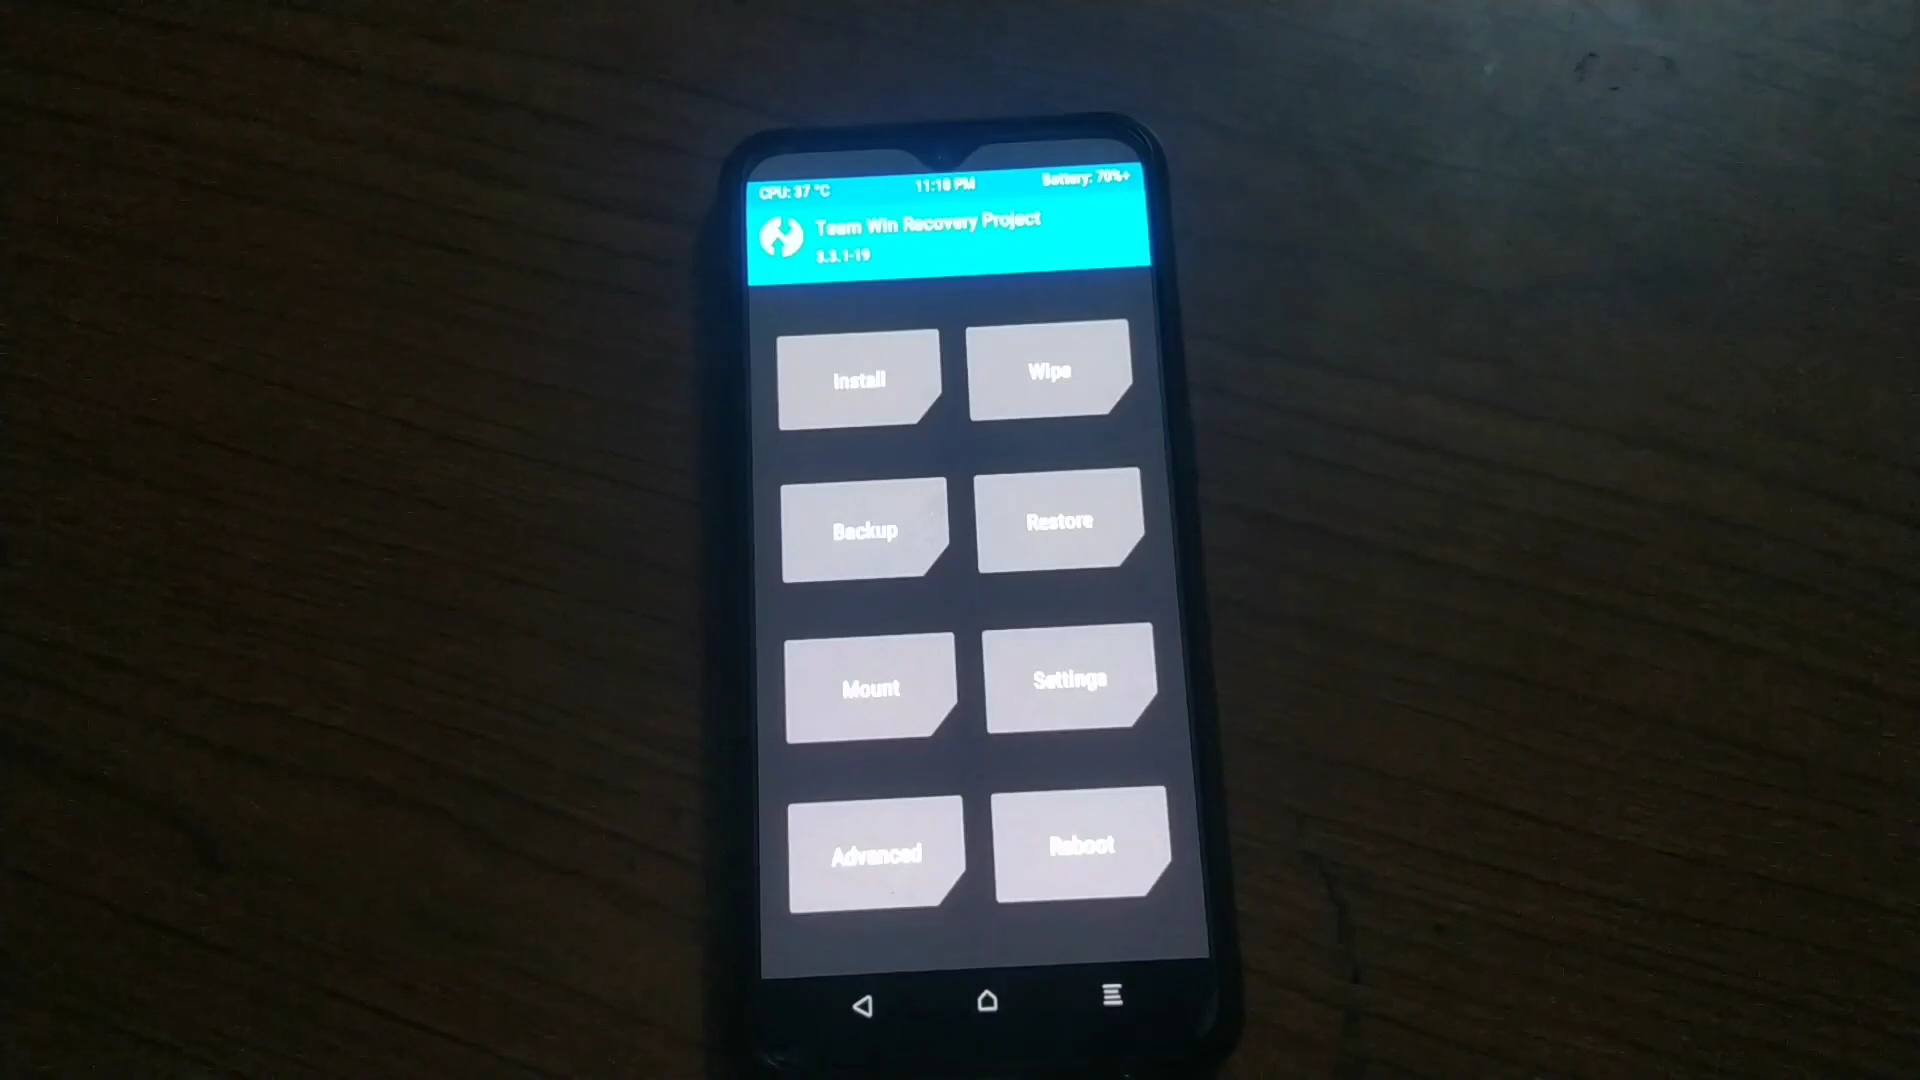 CPU: 37 °C 11:18 PM Battery: 70%+
Team Win Recovery Project
3.3.1-19
Install Wipe
Backup Restore
Mount Settings
Advanced Reboot